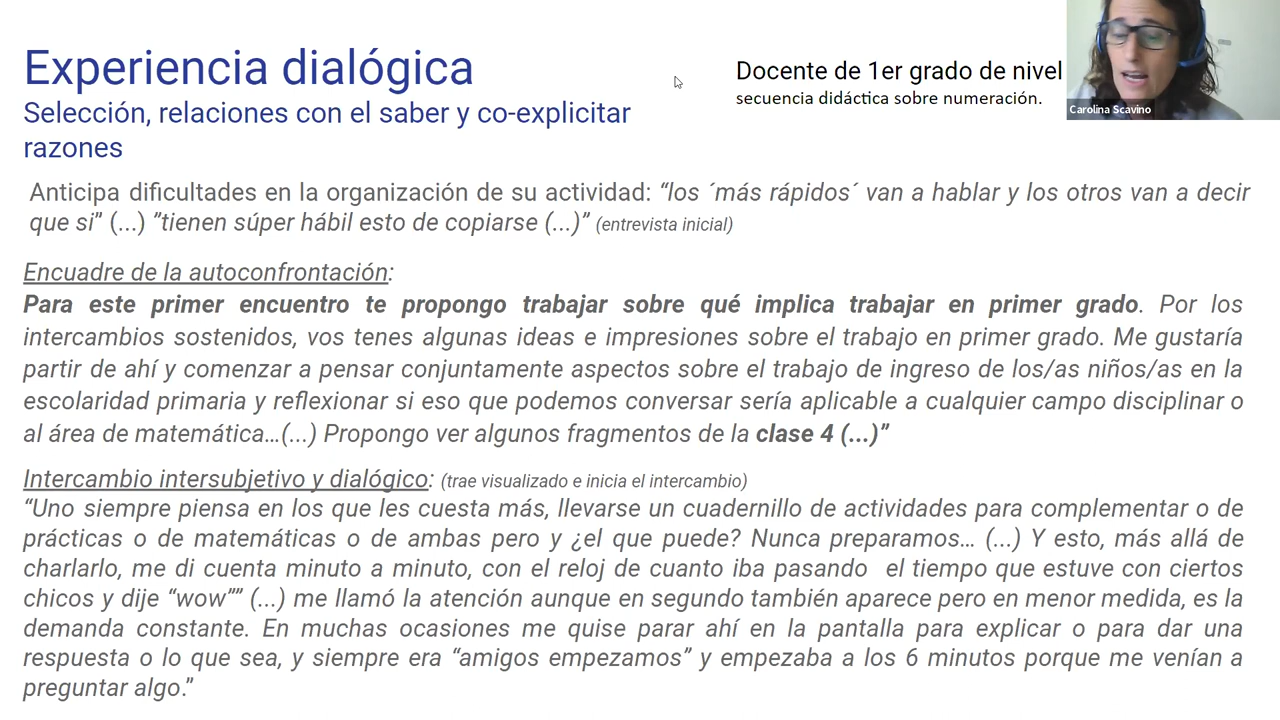 Experiencia dialógica
Selección, relaciones con el saber y co-explicitar
razones
Docente de 1er grado de nivel
secuencia didáctica sobre numeración.
Carolina Scavino
Anticipa dificultades en la organización de su actividad: “los ´más rápidos´ van a hablar y los otros van a decir
que si” (...) ”tienen súper hábil esto de copiarse (...)” (entrevista inicial)
Encuadre de la autoconfrontación:
Para este primer encuentro te propongo trabajar sobre qué implica trabajar en primer grado. Por los
intercambios sostenidos, vos tenes algunas ideas e impresiones sobre el trabajo en primer grado. Me gustaría
partir de ahí y comenzar a pensar conjuntamente aspectos sobre el trabajo de ingreso de los/as niños/as en la
escolaridad primaria y reflexionar si eso que podemos conversar sería aplicable a cualquier campo disciplinar o
al área de matemática…(...) Propongo ver algunos fragmentos de la clase 4 (...)”
Intercambio intersubjetivo y dialógico: (trae visualizado e inicia el intercambio)
“Uno siempre piensa en los que les cuesta más, llevarse un cuadernillo de actividades para complementar o de
prácticas o de matemáticas o de ambas pero y ¿el que puede? Nunca preparamos… (...) Y esto, más allá de
charlarlo, me di cuenta minuto a minuto, con el reloj de cuanto iba pasando el tiempo que estuve con ciertos
chicos y dije “wow”” (...) me llamó la atención aunque en segundo también aparece pero en menor medida, es la
demanda constante. En muchas ocasiones me quise parar ahí en la pantalla para explicar o para dar una
respuesta o lo que sea, y siempre era “amigos empezamos” y empezaba a los 6 minutos porque me venían a
preguntar algo.”